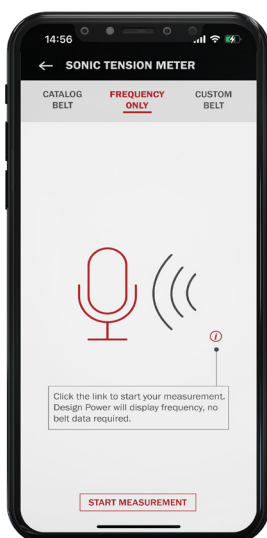 14:56
← SONIC TENSION METER
CATALOG BELT
FREQUENCY ONLY
CUSTOM BELT
i
Click the link to start your measurement.
Design Power will display frequency, no
belt data required.
START MEASUREMENT